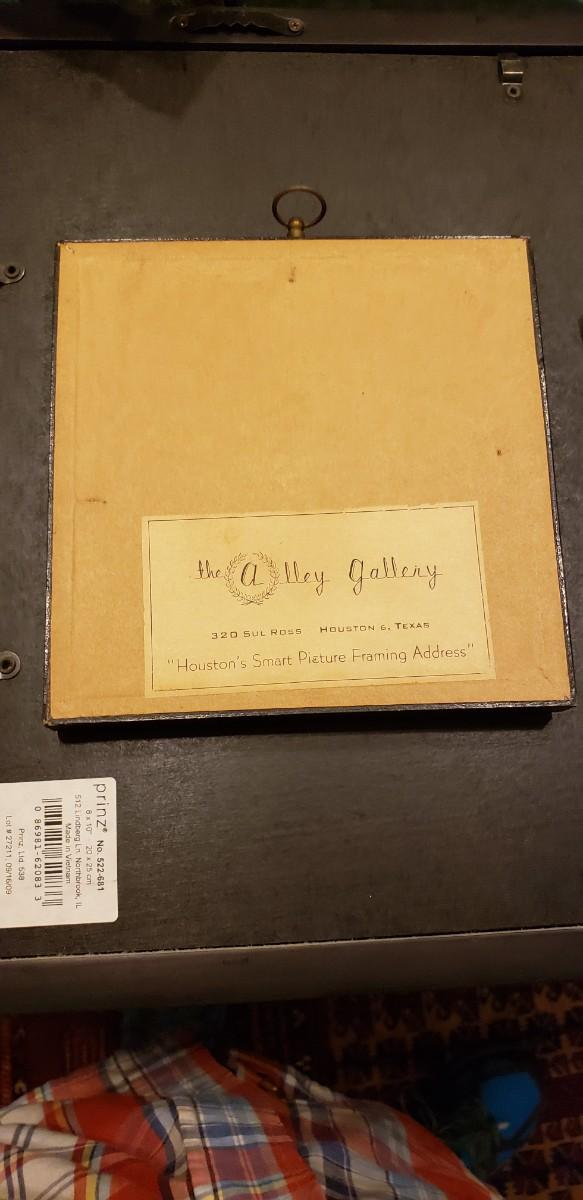 the alley gallery
320 Sul Ross Houston 6, Texas
"Houston's Smart Picture Framing Address"
prinz® No. 522-681
8 x 10" 20 x 25 cm
512 Lindberg Ln. Northbrook, IL
Made in Vietnam
0 86981-62083 3
Prinz, Ltd. 538
Lot # 27211, 09/16/09